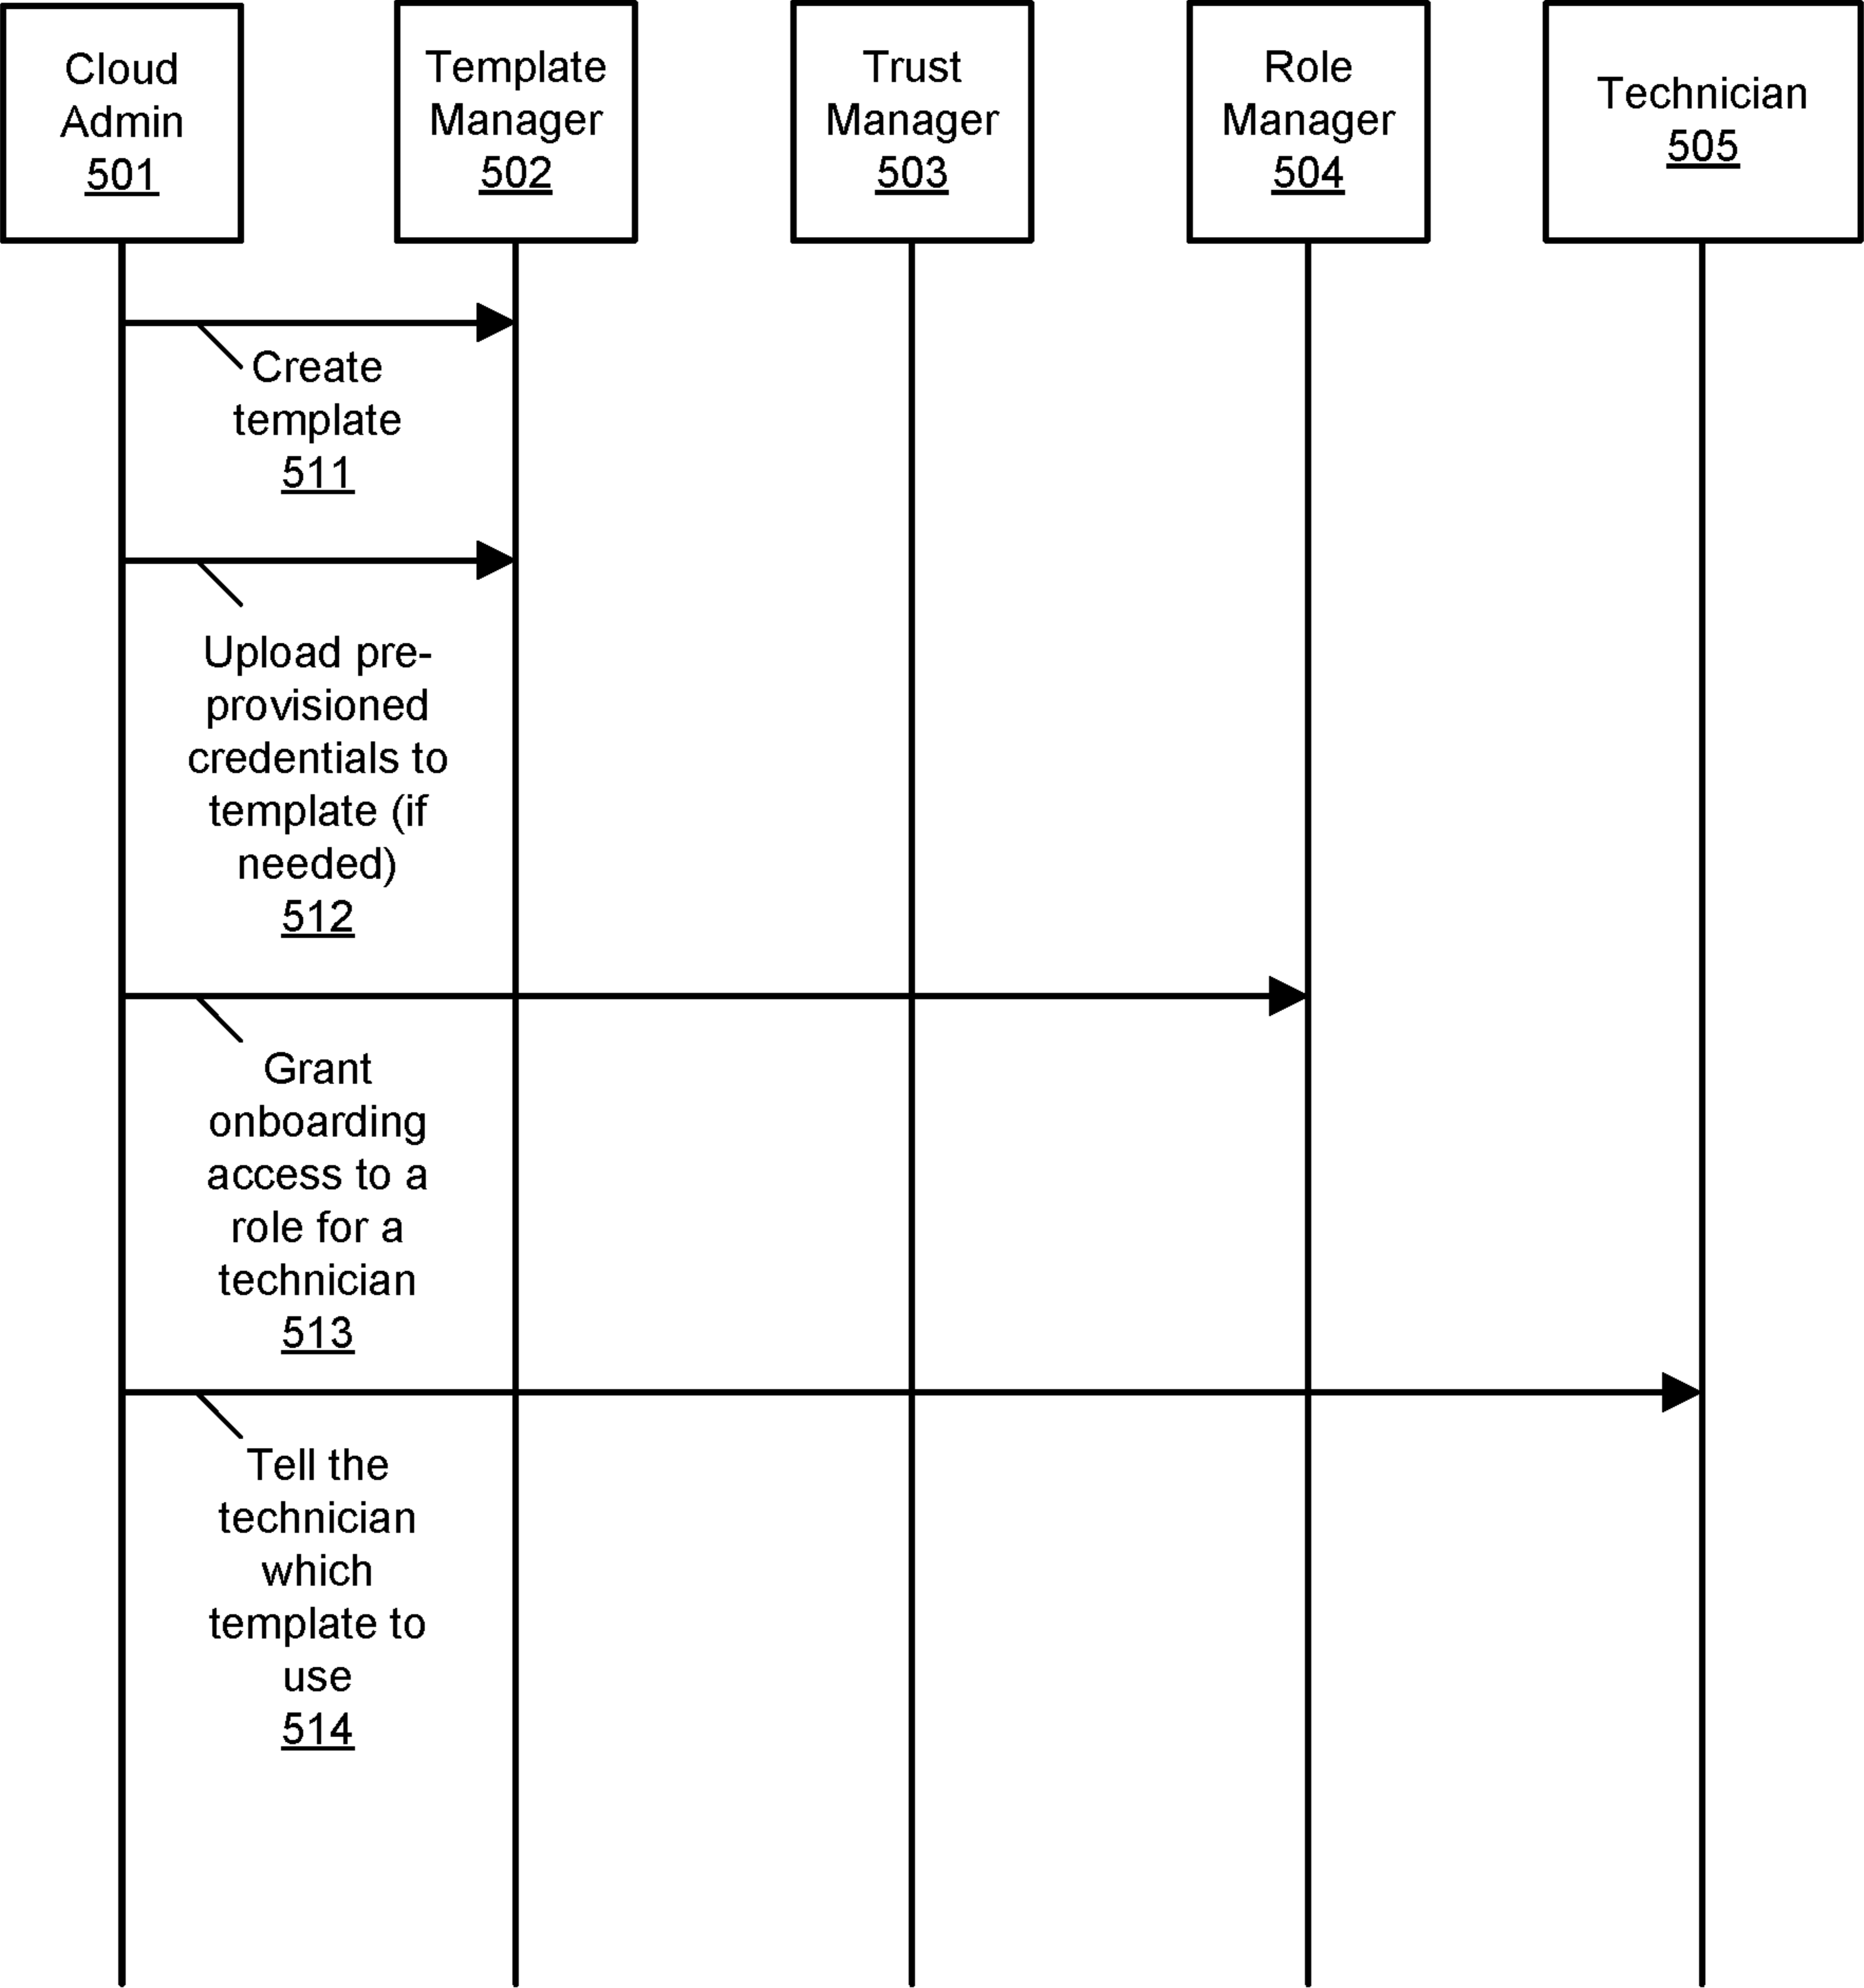 Cloud
Admin
501
Template
Manager
502
Trust
Manager
503
Role
Manager
504
Technician
505
Create
template
511
Upload pre-
provisioned
credentials to
template (if
needed)
512
Grant
onboarding
access to a
role for a
technician
513
Tell the
technician
which
template to
use
514